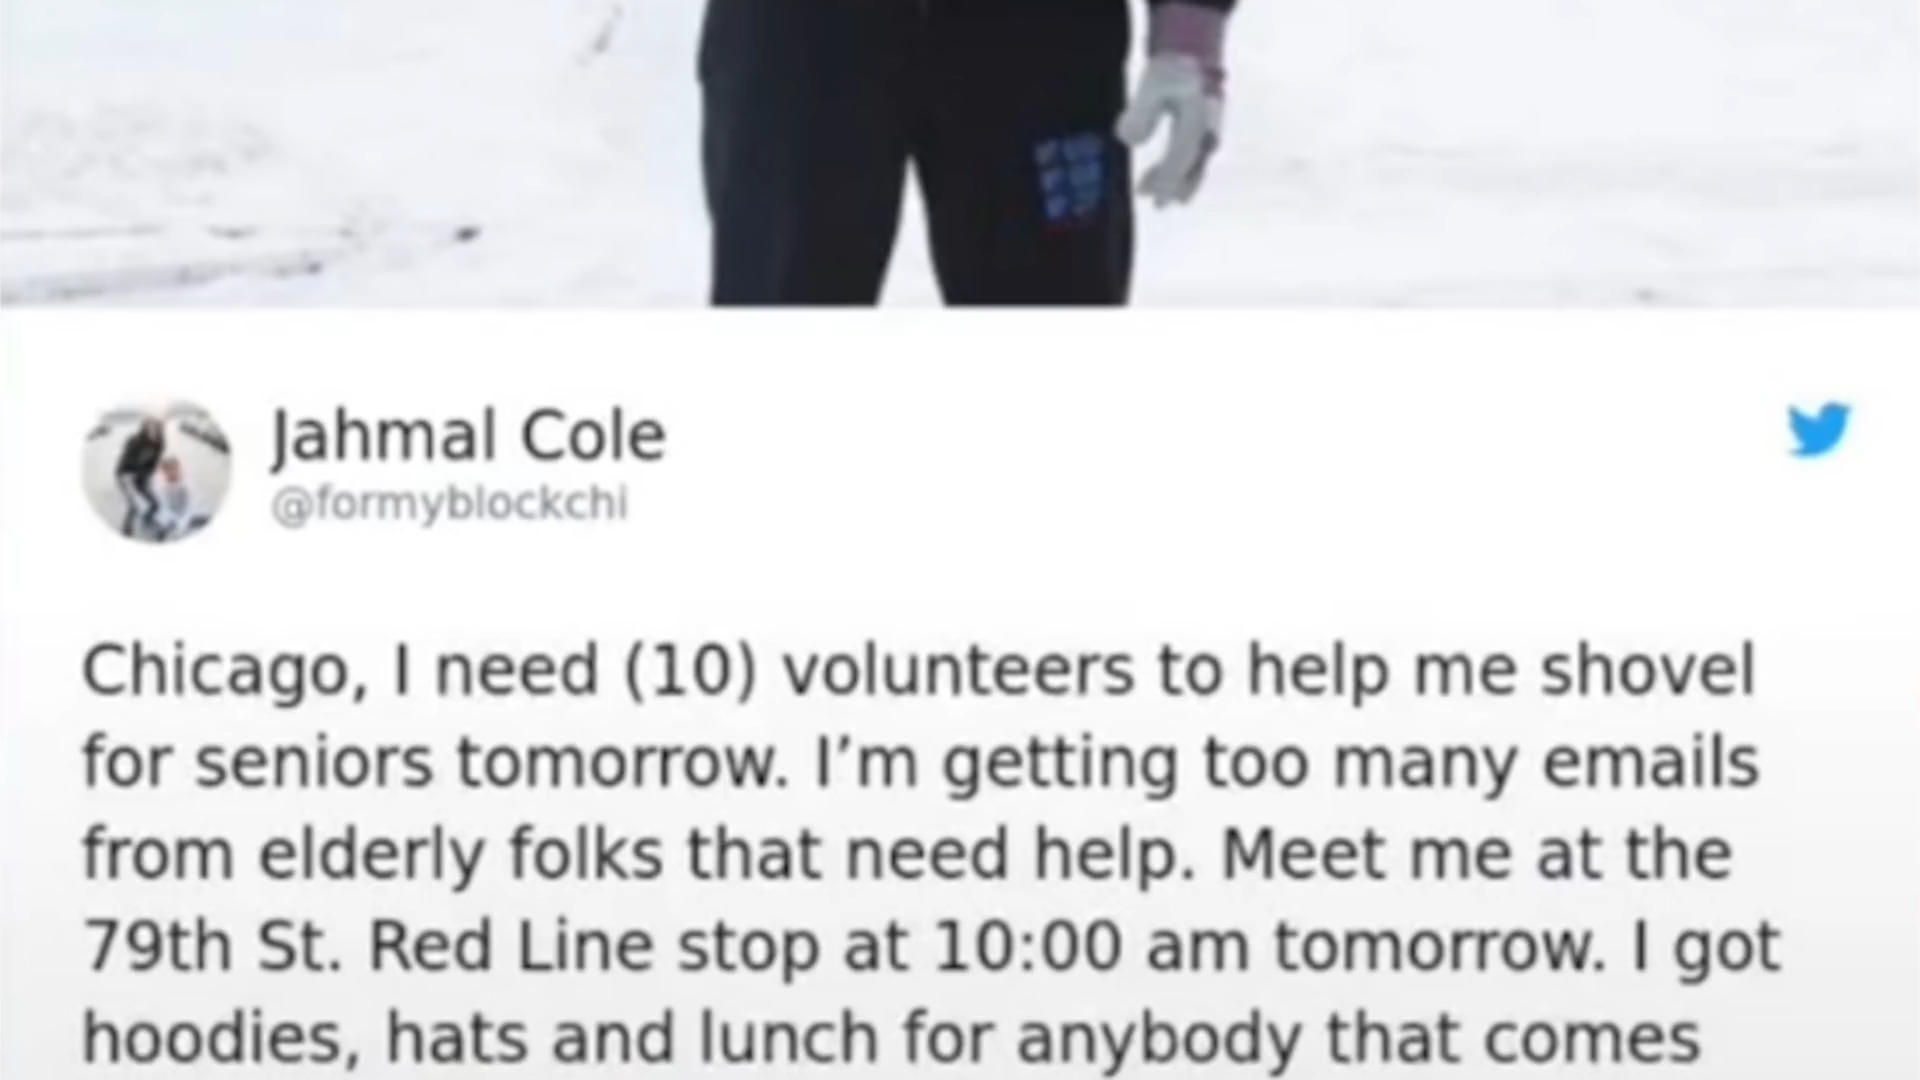 Jahmal Cole
@formyblockchi
Chicago, I need (10) volunteers to help me shovel
for seniors tomorrow. I’m getting too many emails
from elderly folks that need help. Meet me at the
79th St. Red Line stop at 10:00 am tomorrow. I got
hoodies, hats and lunch for anybody that comes